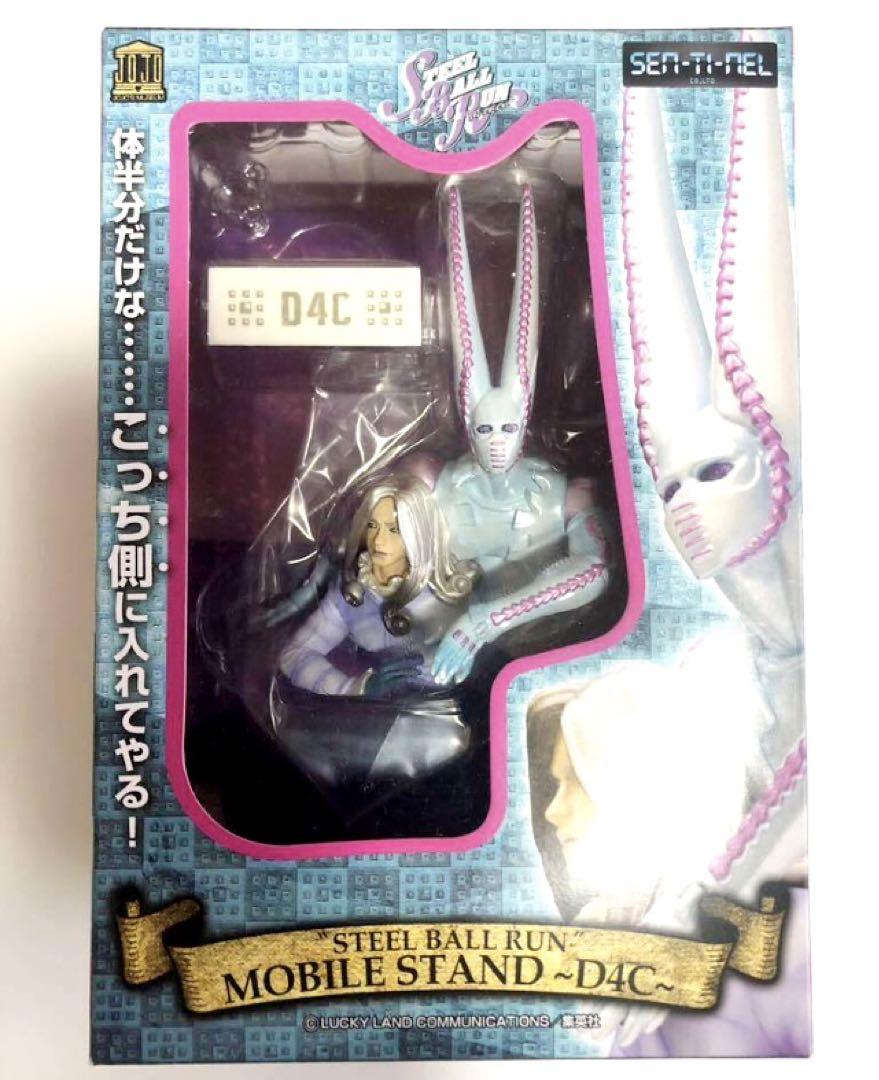 JOJO
STEEL
BALL
RUN
SEN-TI-NEL
CO.,LTD.
体半分だけな……こっち側に入れてやる！
D4C
"STEEL BALL RUN"
MOBILE STAND ~D4C~
© LUCKY LAND COMMUNICATIONS／集英社